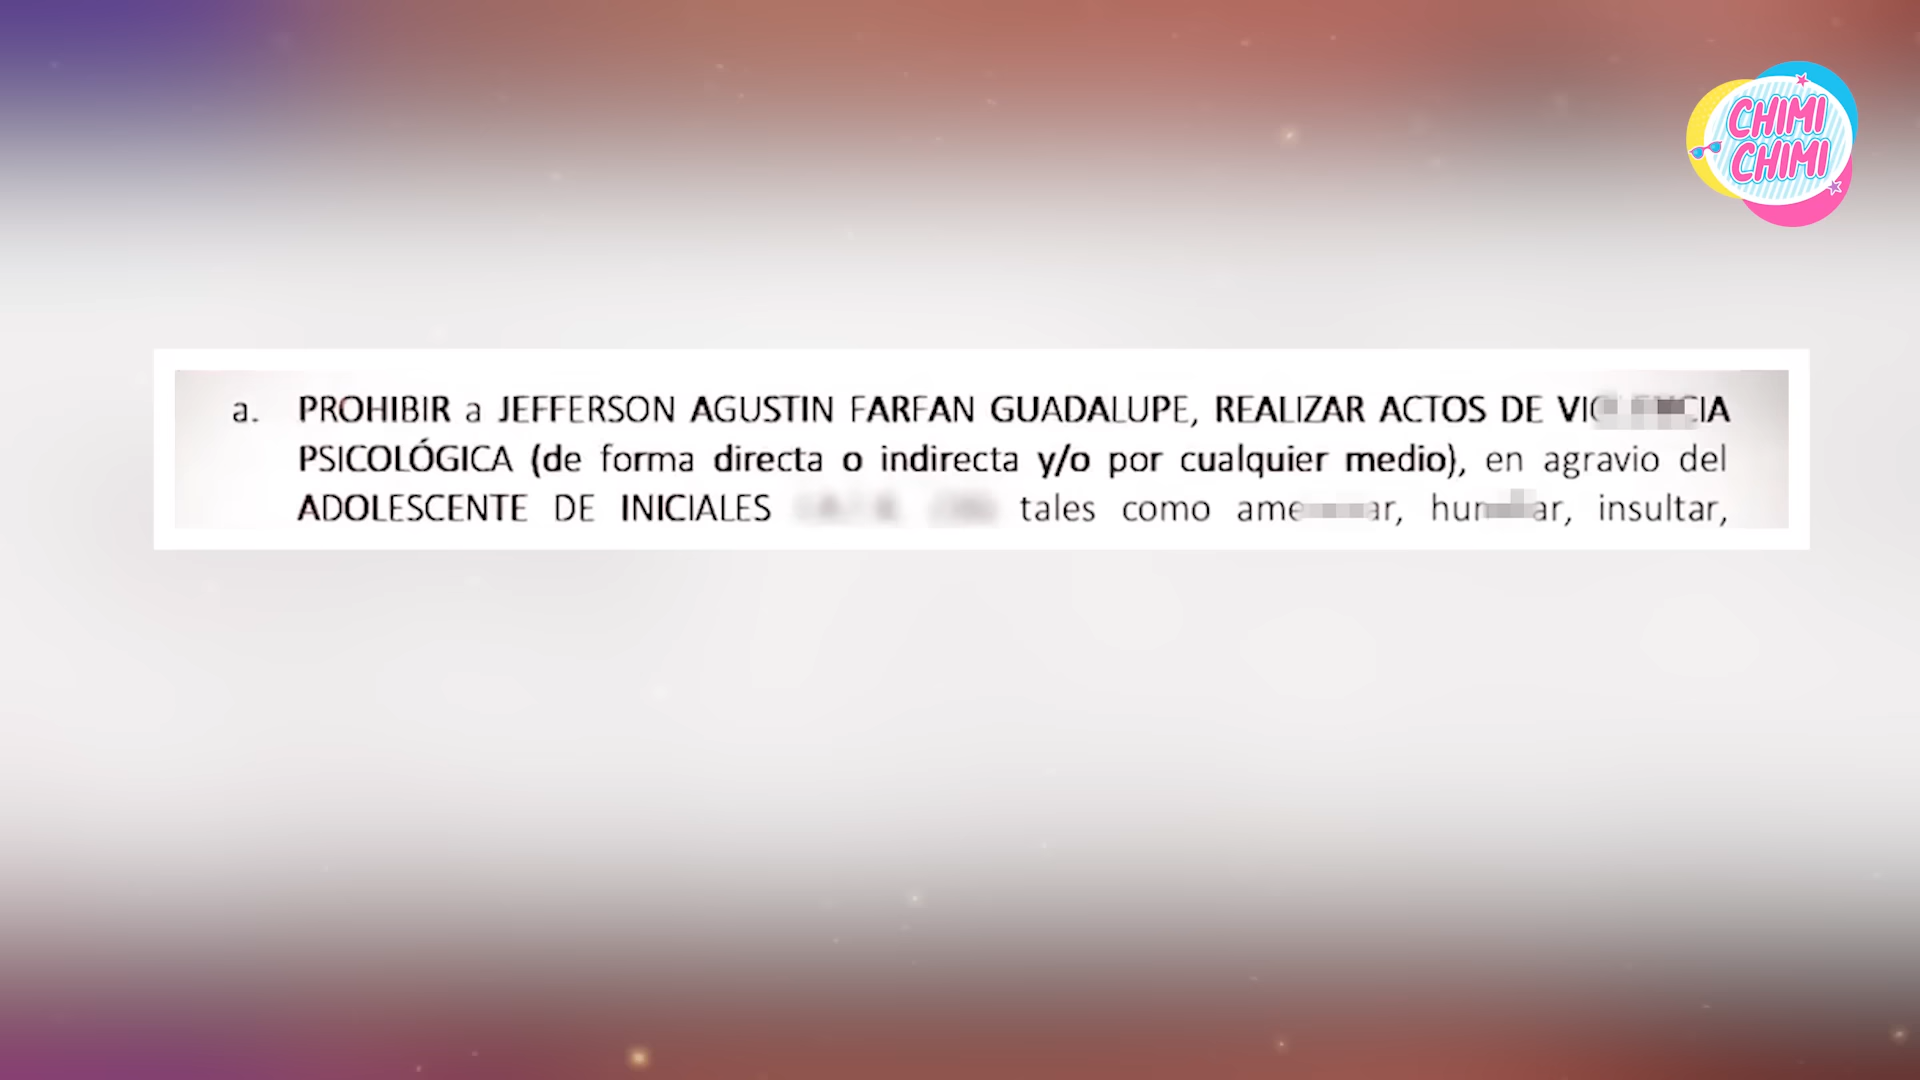 CHIMI
CHIMI
a. PROHIBIR a JEFFERSON AGUSTIN FARFAN GUADALUPE, REALIZAR ACTOS DE
PSICOLÓGICA (de forma directa o indirecta y/o por cualquier medio), en agravio del
ADOLESCENTE DE INICIALES tales como insultar,